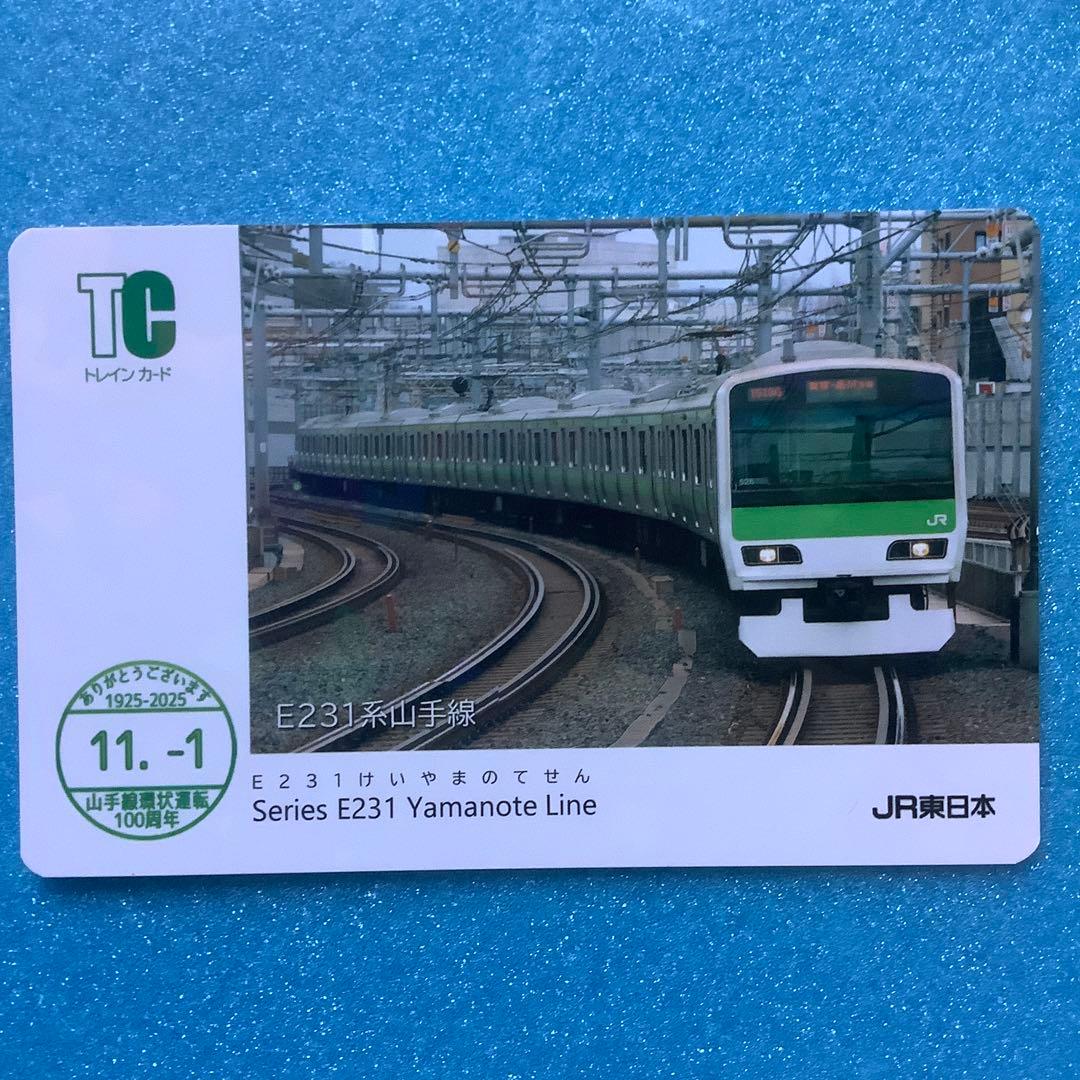 TC
トレイン カード
JR
526
E231系山手線
ありがとうございます
1925-2025
11. -1
山手線環状運転
100周年
E231けいやまのてせん
Series E231 Yamanote Line
JR東日本